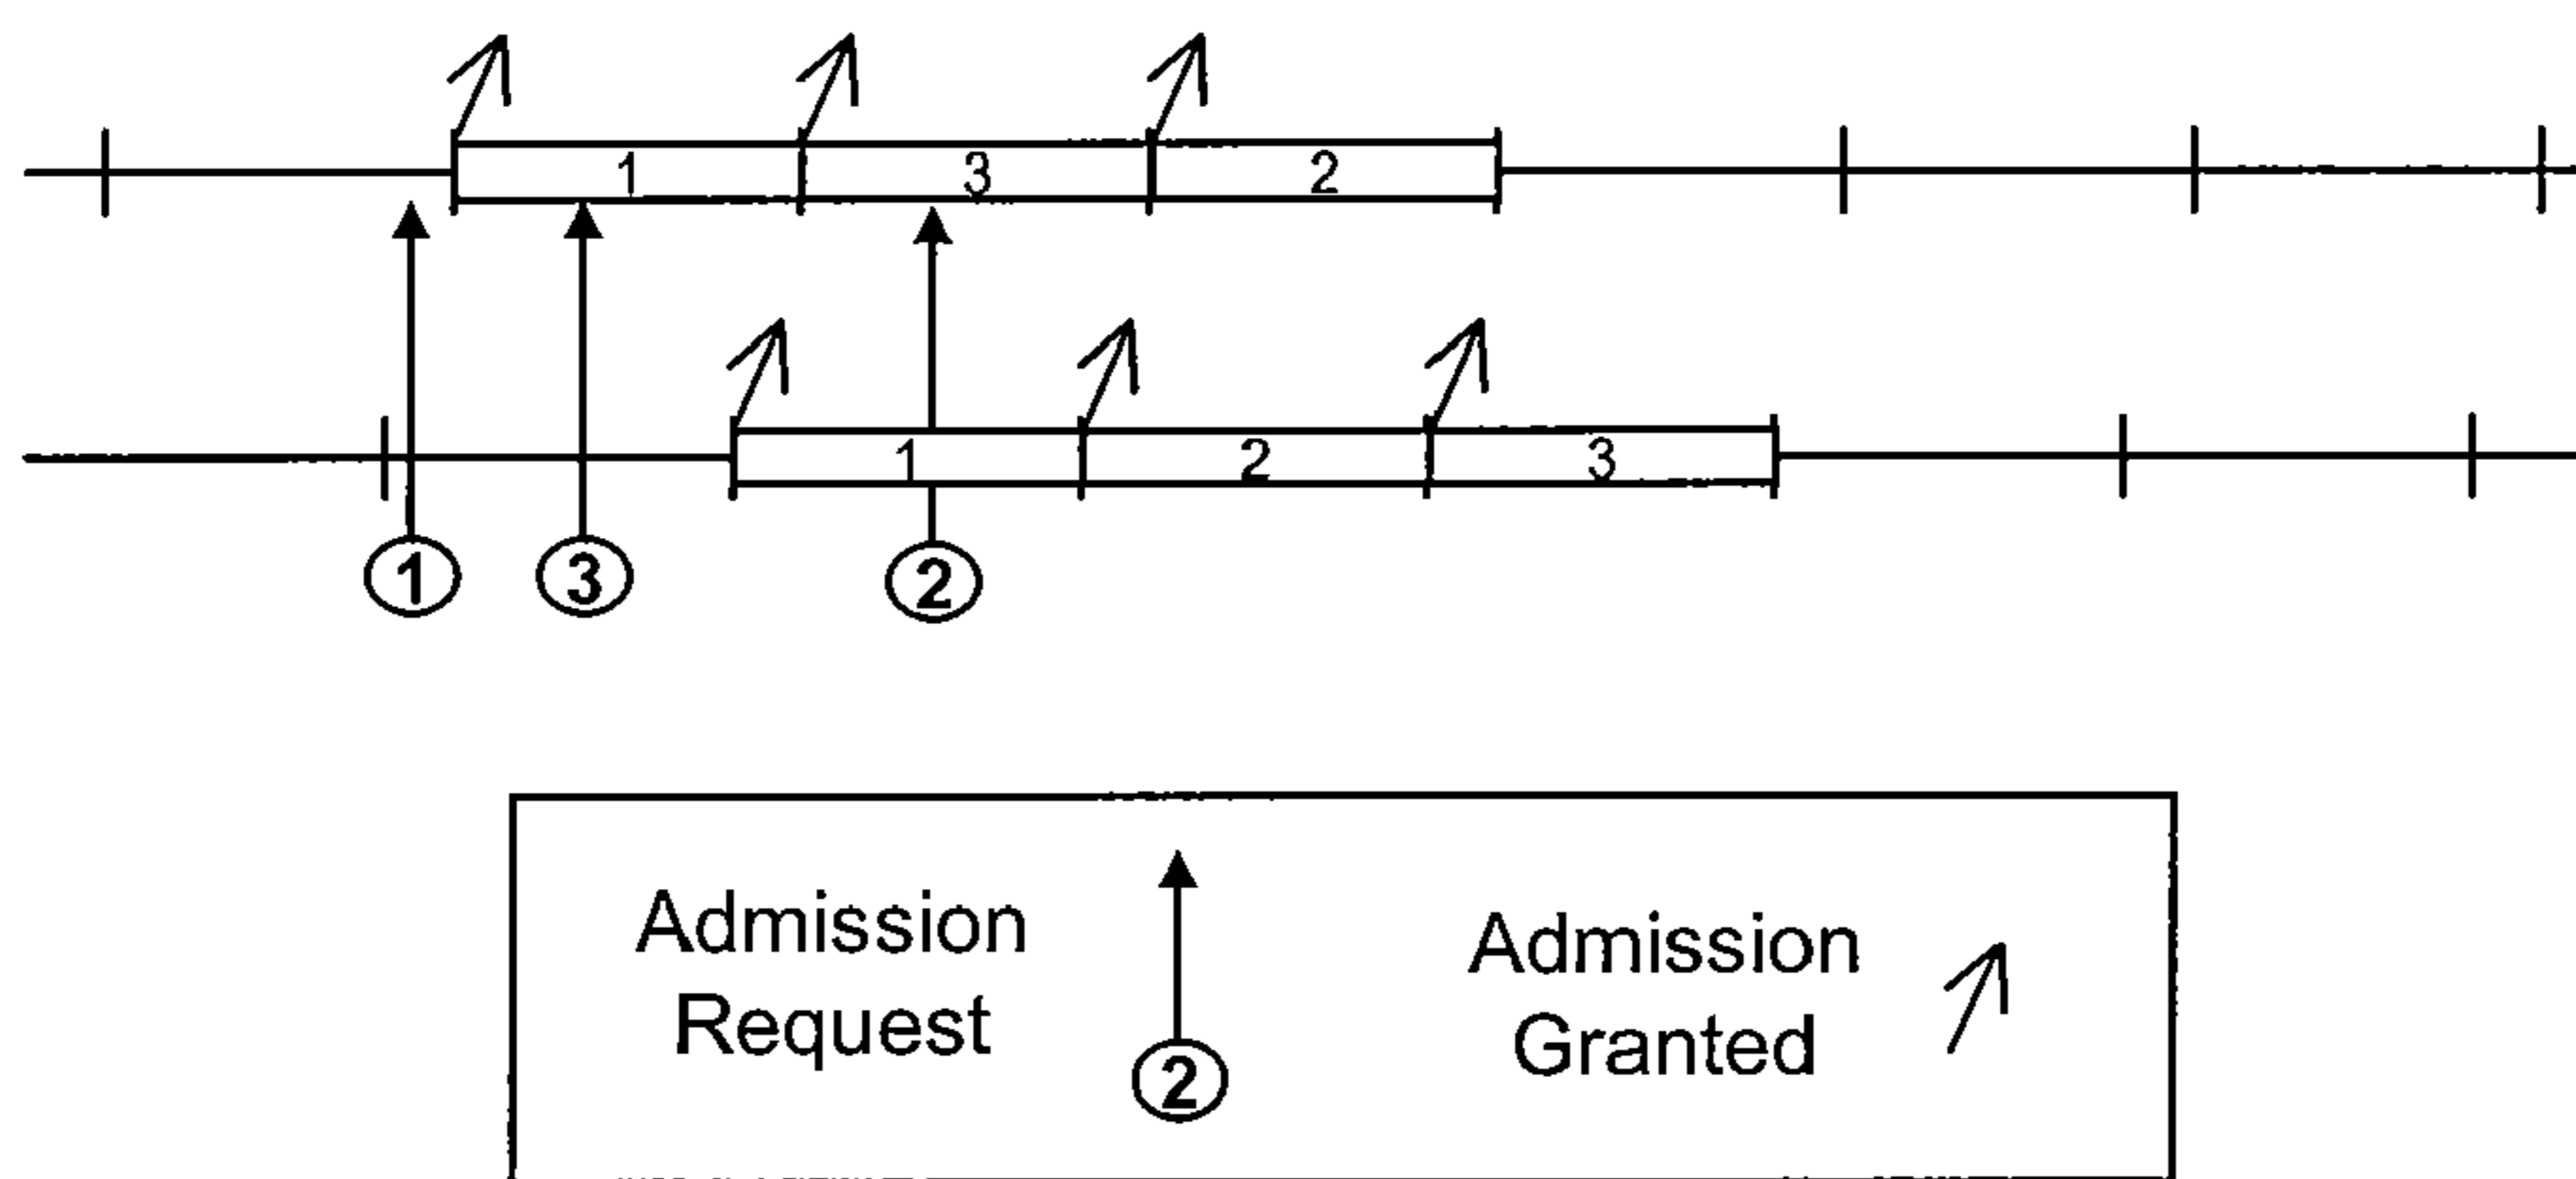 1 3 2
1 2 3
① ③ ②
Admission
Request
②
Admission
Granted